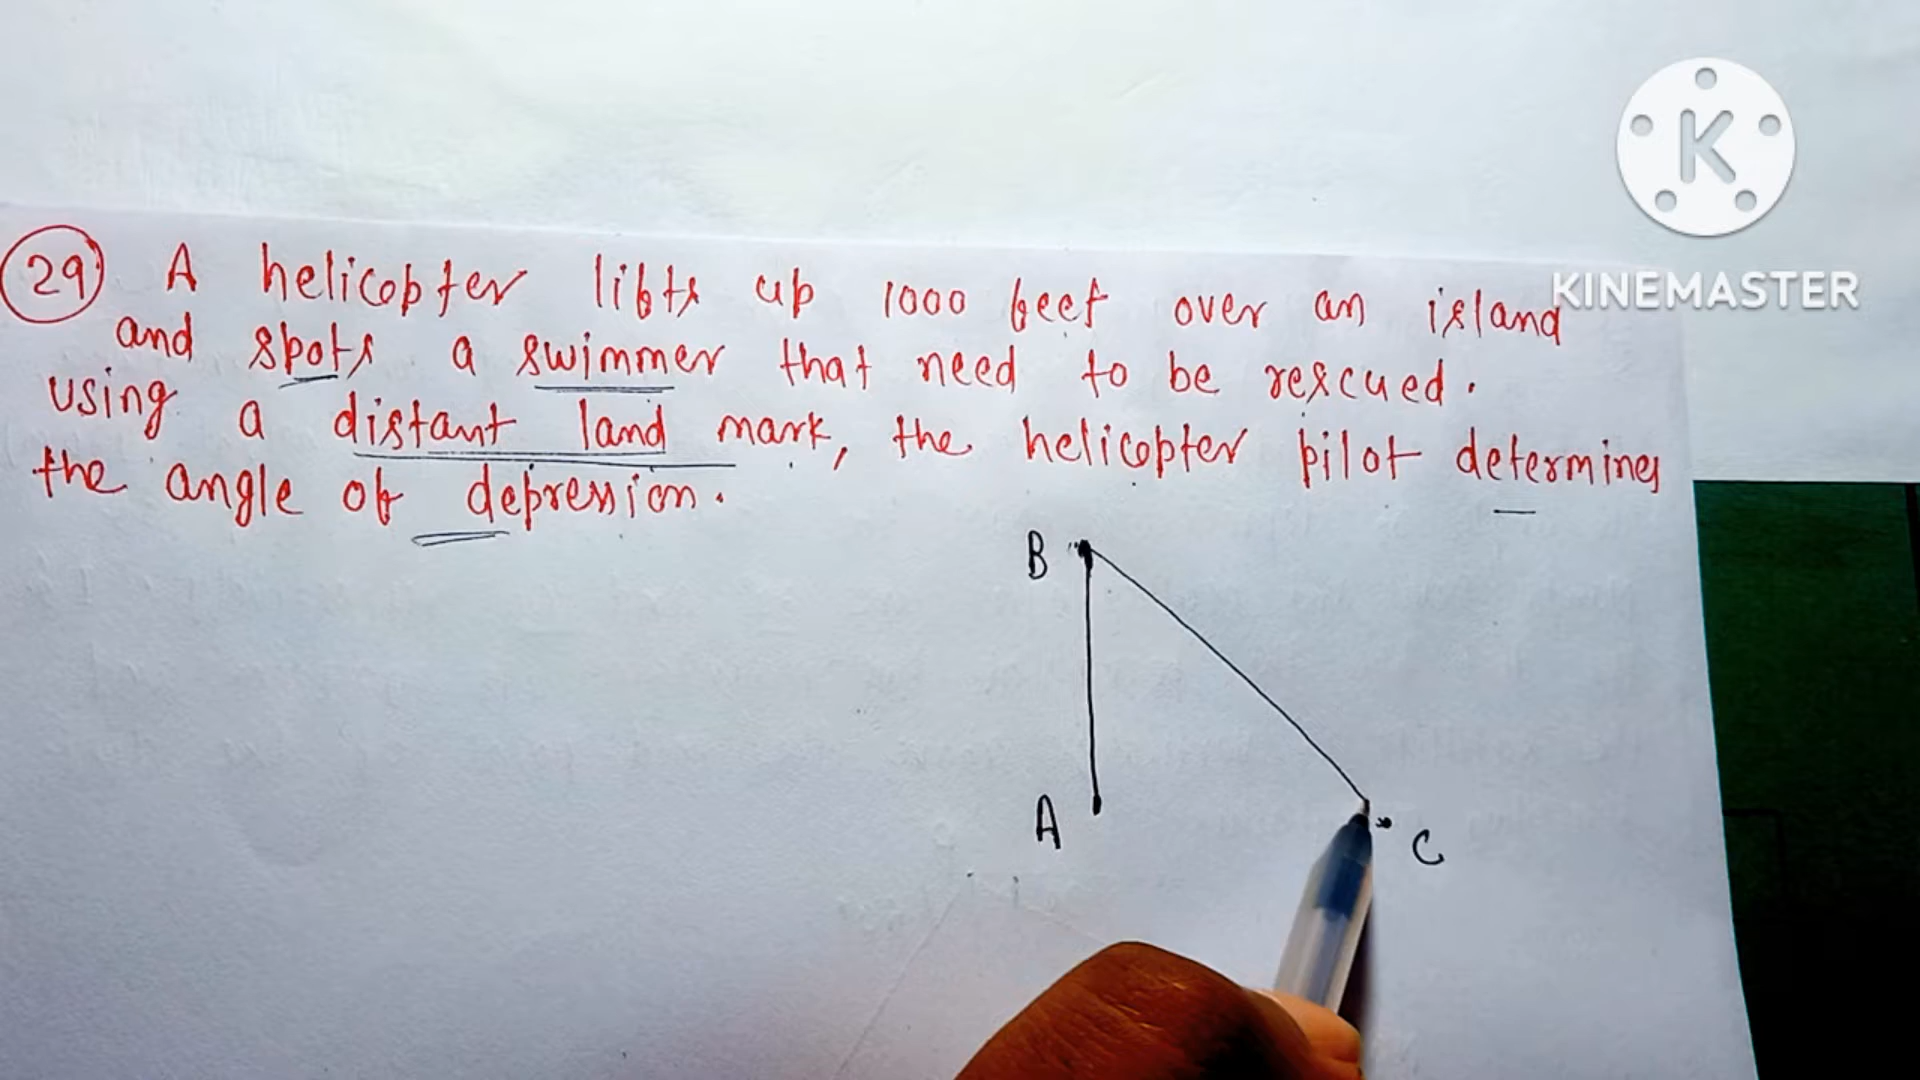 K
KINEMASTER
29 A helicopter lifts up 1000 feet over an island
and spots a swimmer that need to be rescued.
using a distant land mark, the helicopter pilot determines
the angle of depression.
B
A
C